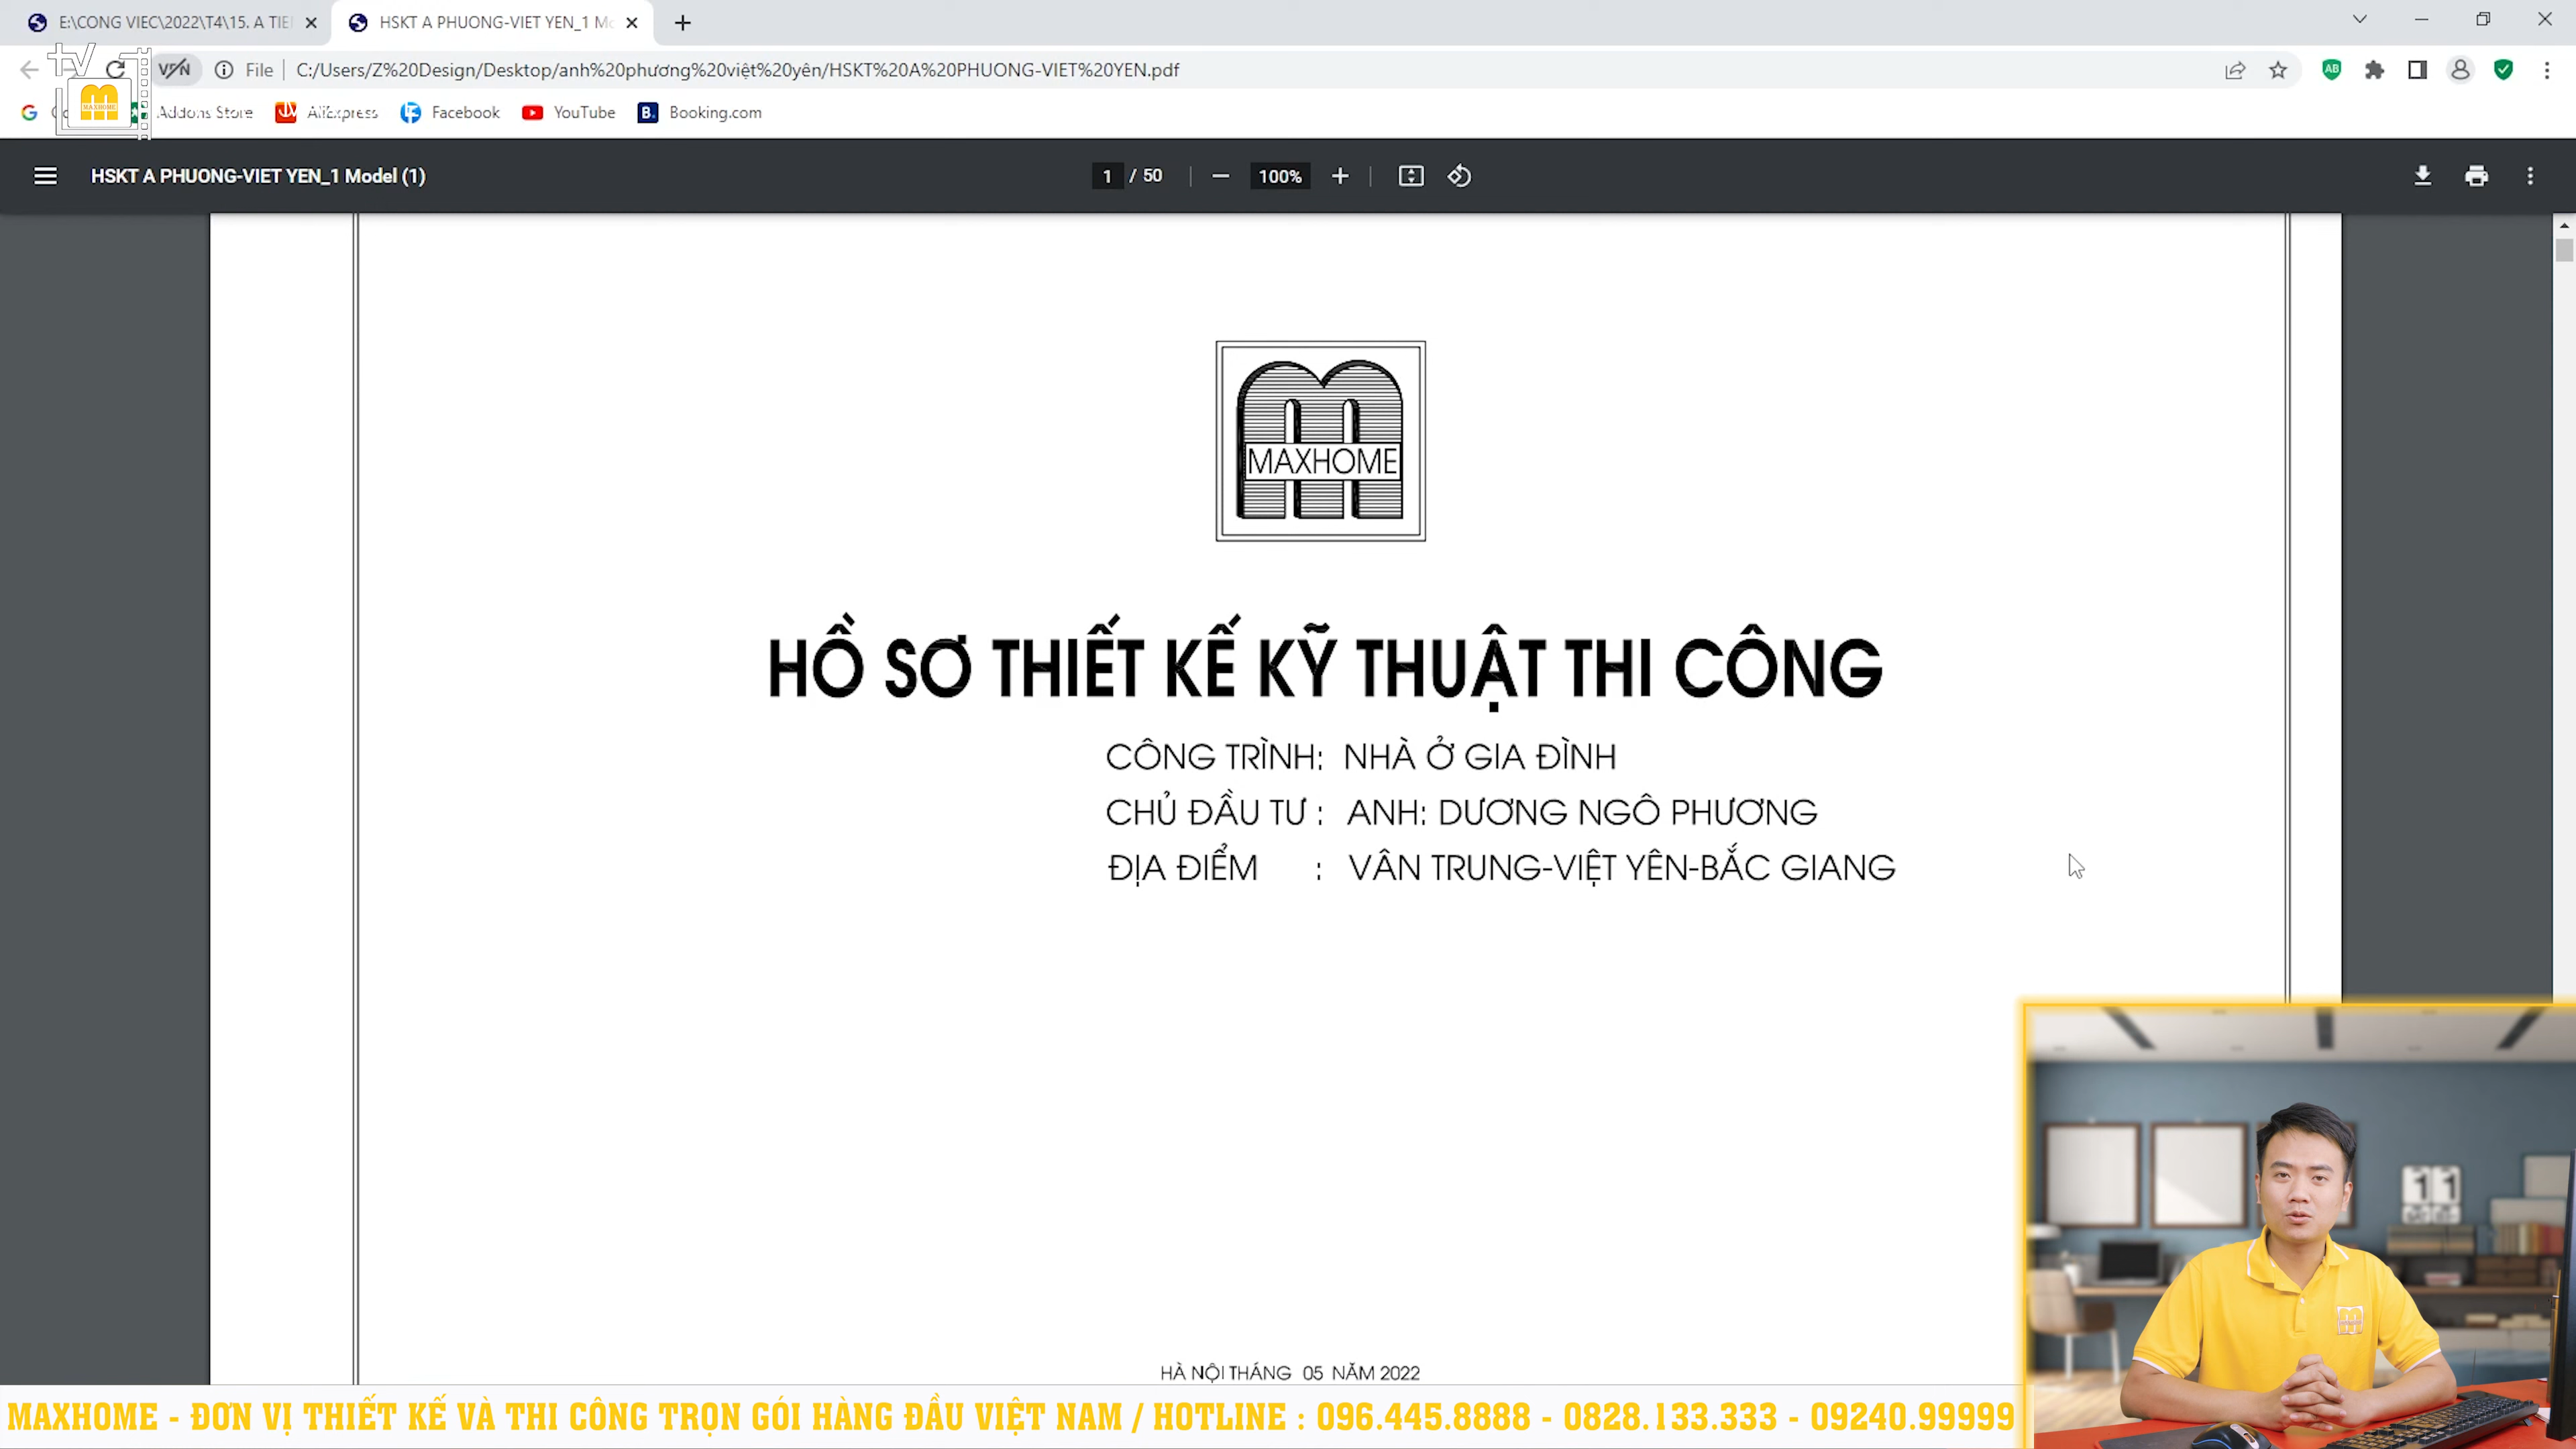 E:\CONG VIEC\2022\T4\15. A TIE
HSKT A PHUONG-VIET YEN_1 Mo
VPN
File
C:/Users/Z%20Design/Desktop/anh%20phương%20việt%20yên/HSKT%20A%20PHUONG-VIET%20YEN.pdf
tv
MAXHOME
Addons Store
AliExpress
Facebook
YouTube
B. Booking.com
HSKT A PHUONG-VIET YEN_1 Model (1)
1 / 50
100%
MAXHOME
HỒ SƠ THIẾT KẾ KỸ THUẬT THI CÔNG
CÔNG TRÌNH: NHÀ Ở GIA ĐÌNH
CHỦ ĐẦU TƯ : ANH: DƯƠNG NGÔ PHƯƠNG
ĐỊA ĐIỂM : VÂN TRUNG-VIỆT YÊN-BẮC GIANG
11
HÀ NỘI THÁNG 05 NĂM 2022
MAXHOME - ĐƠN VỊ THIẾT KẾ VÀ THI CÔNG TRỌN GÓI HÀNG ĐẦU VIỆT NAM / HOTLINE : 096.445.8888 - 0828.133.333 - 09240.99999